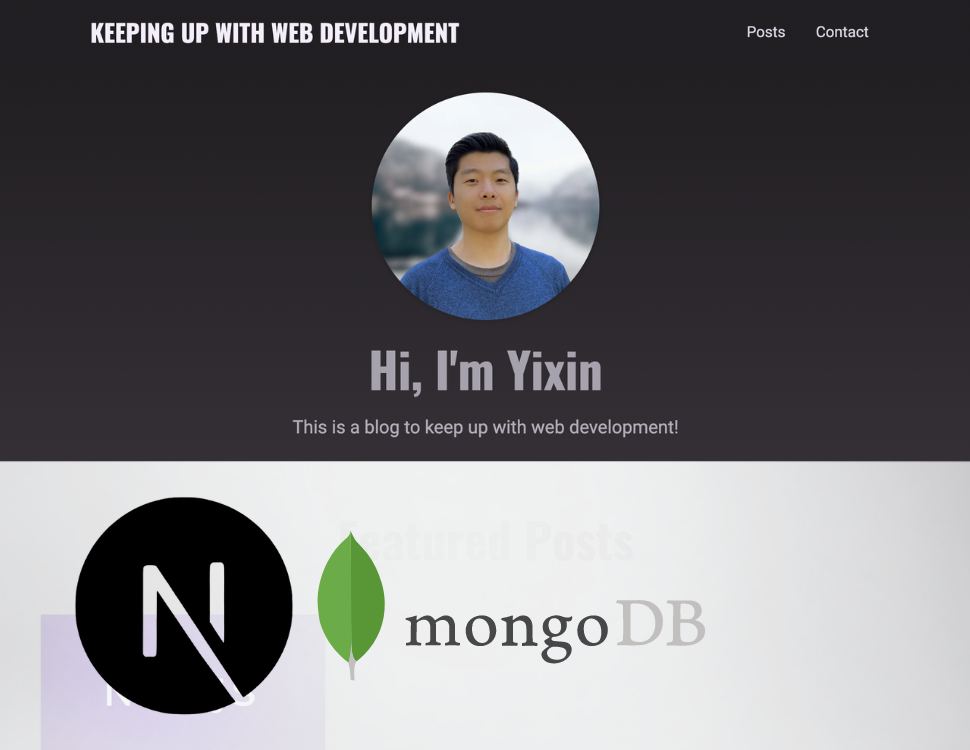 KEEPING UP WITH WEB DEVELOPMENT
Posts
Contact
Hi, I'm Yixin
This is a blog to keep up with web development!
Featured Posts
N
mongoDB